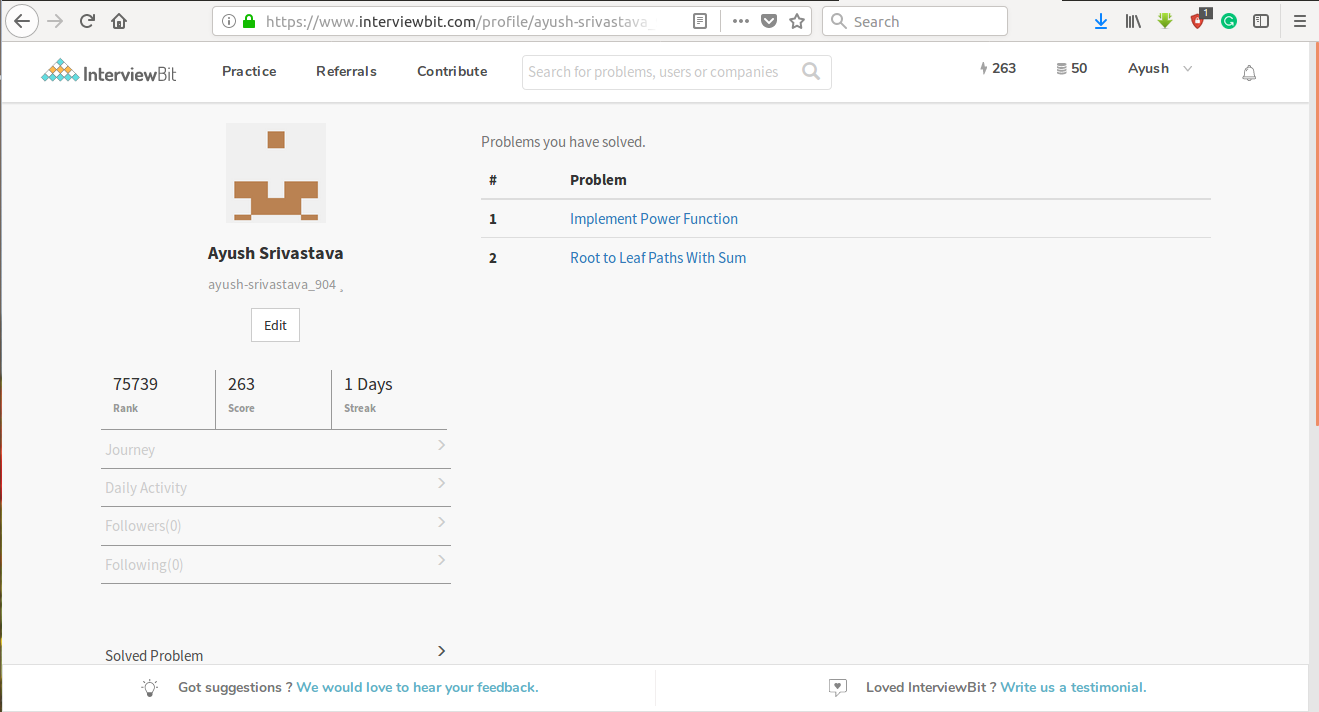 https://www.interviewbit.com/profile/ayush-srivastava_
Search
1
InterviewBit
Practice
Referrals
Contribute
Search for problems, users or companies
263
50
Ayush
Problems you have solved.
# Problem
1 Implement Power Function
2 Root to Leaf Paths With Sum
Ayush Srivastava
ayush-srivastava_904 ¸
Edit
75739 263 1 Days
Rank Score Streak
Journey
Daily Activity
Followers(0)
Following(0)
Solved Problem
Got suggestions ? We would love to hear your feedback.
Loved InterviewBit ? Write us a testimonial.